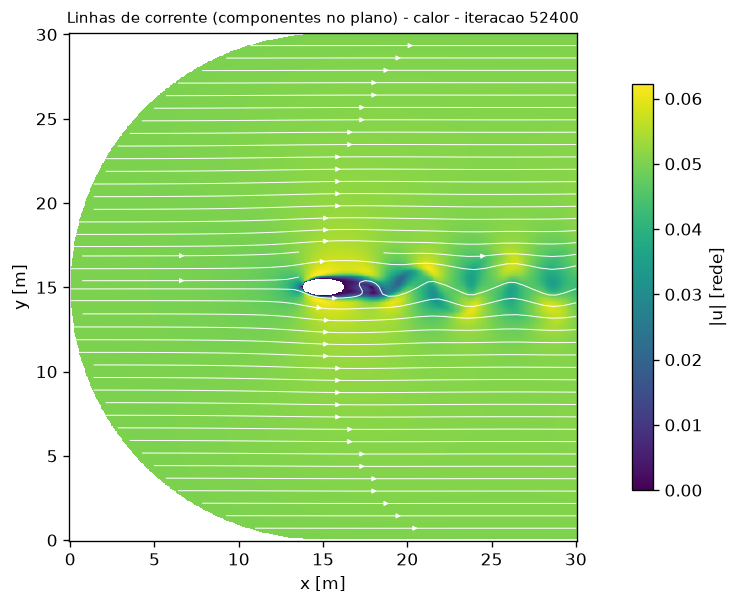 Linhas de corrente (componentes no plano) - calor - iteracao 52400
30
25
20
15
10
5
0
y [m]
0 5 10 15 20 25 30
x [m]
0.06
0.05
0.04
0.03
0.02
0.01
0.00
|u| [rede]